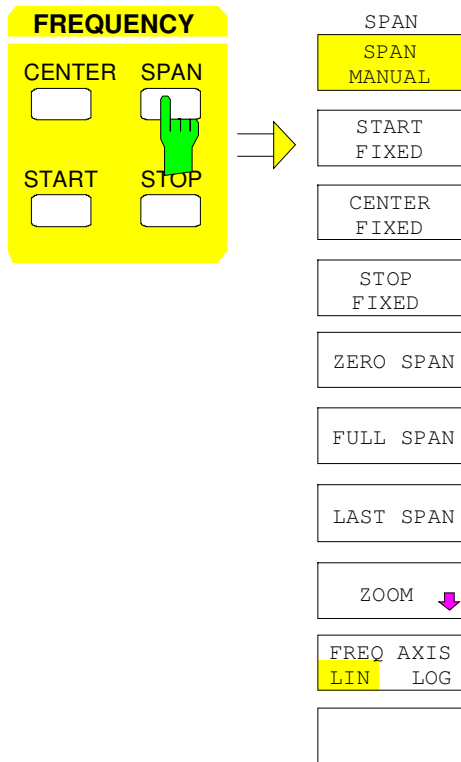 FREQUENCY
CENTER SPAN
START STOP
SPAN
SPAN
MANUAL
START
FIXED
CENTER
FIXED
STOP
FIXED
ZERO SPAN
FULL SPAN
LAST SPAN
ZOOM
FREQ AXIS
LIN LOG